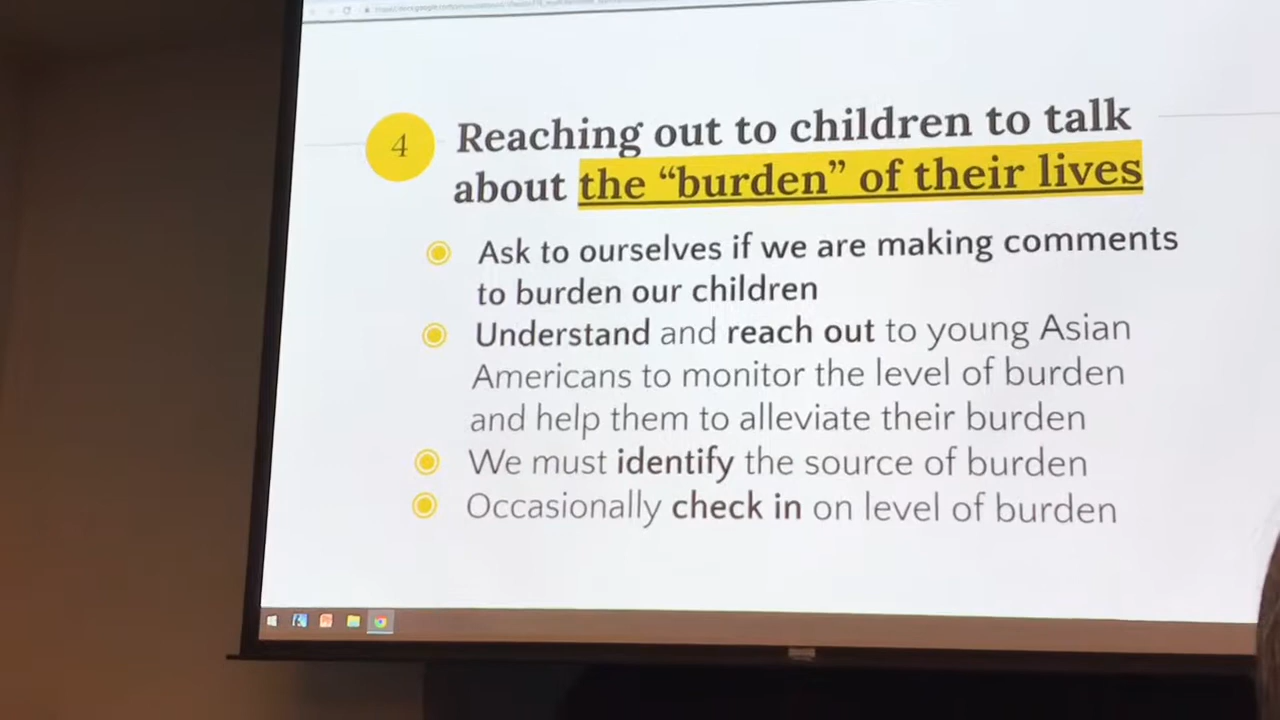 4
Reaching out to children to talk
about the “burden” of their lives
Ask to ourselves if we are making comments
to burden our children
Understand and reach out to young Asian
Americans to monitor the level of burden
and help them to alleviate their burden
We must identify the source of burden
Occasionally check in on level of burden